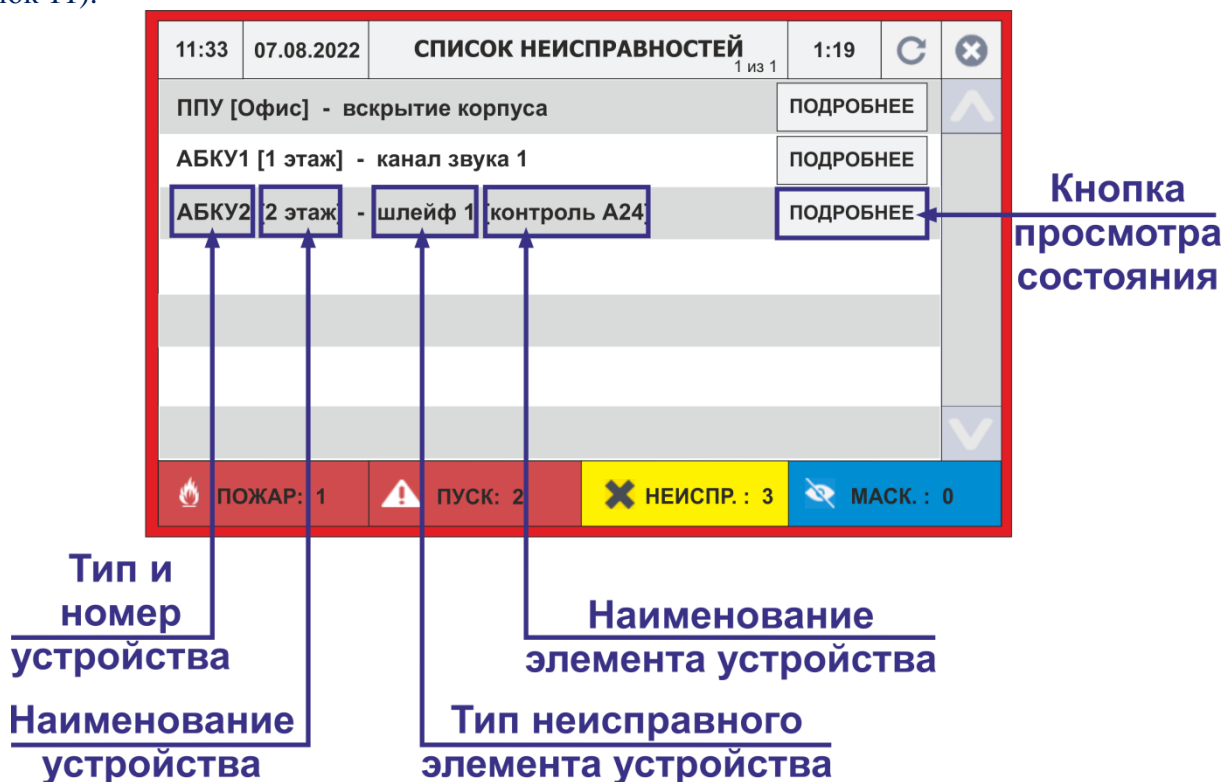 11:33 07.08.2022 СПИСОК НЕИСПРАВНОСТЕЙ 1 из 1 1:19
ППУ [Офис] - вскрытие корпуса ПОДРОБНЕЕ
АБКУ1 [1 этаж] - канал звука 1 ПОДРОБНЕЕ
АБКУ2 [2 этаж] - шлейф 1 [контроль А24] ПОДРОБНЕЕ
Кнопка
просмотра
состояния
ПОЖАР: 1 ПУСК: 2 НЕИСПР. : 3 МАСК. : 0
Тип и
номер
устройства
Наименование
элемента устройства
Наименование
устройства
Тип неисправного
элемента устройства